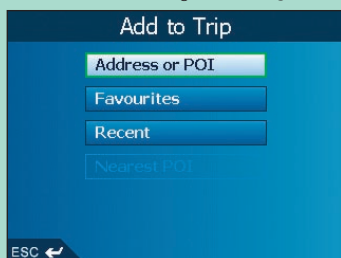 Add to Trip
Address or POI
Favourites
Recent
Nearest POI
ESC